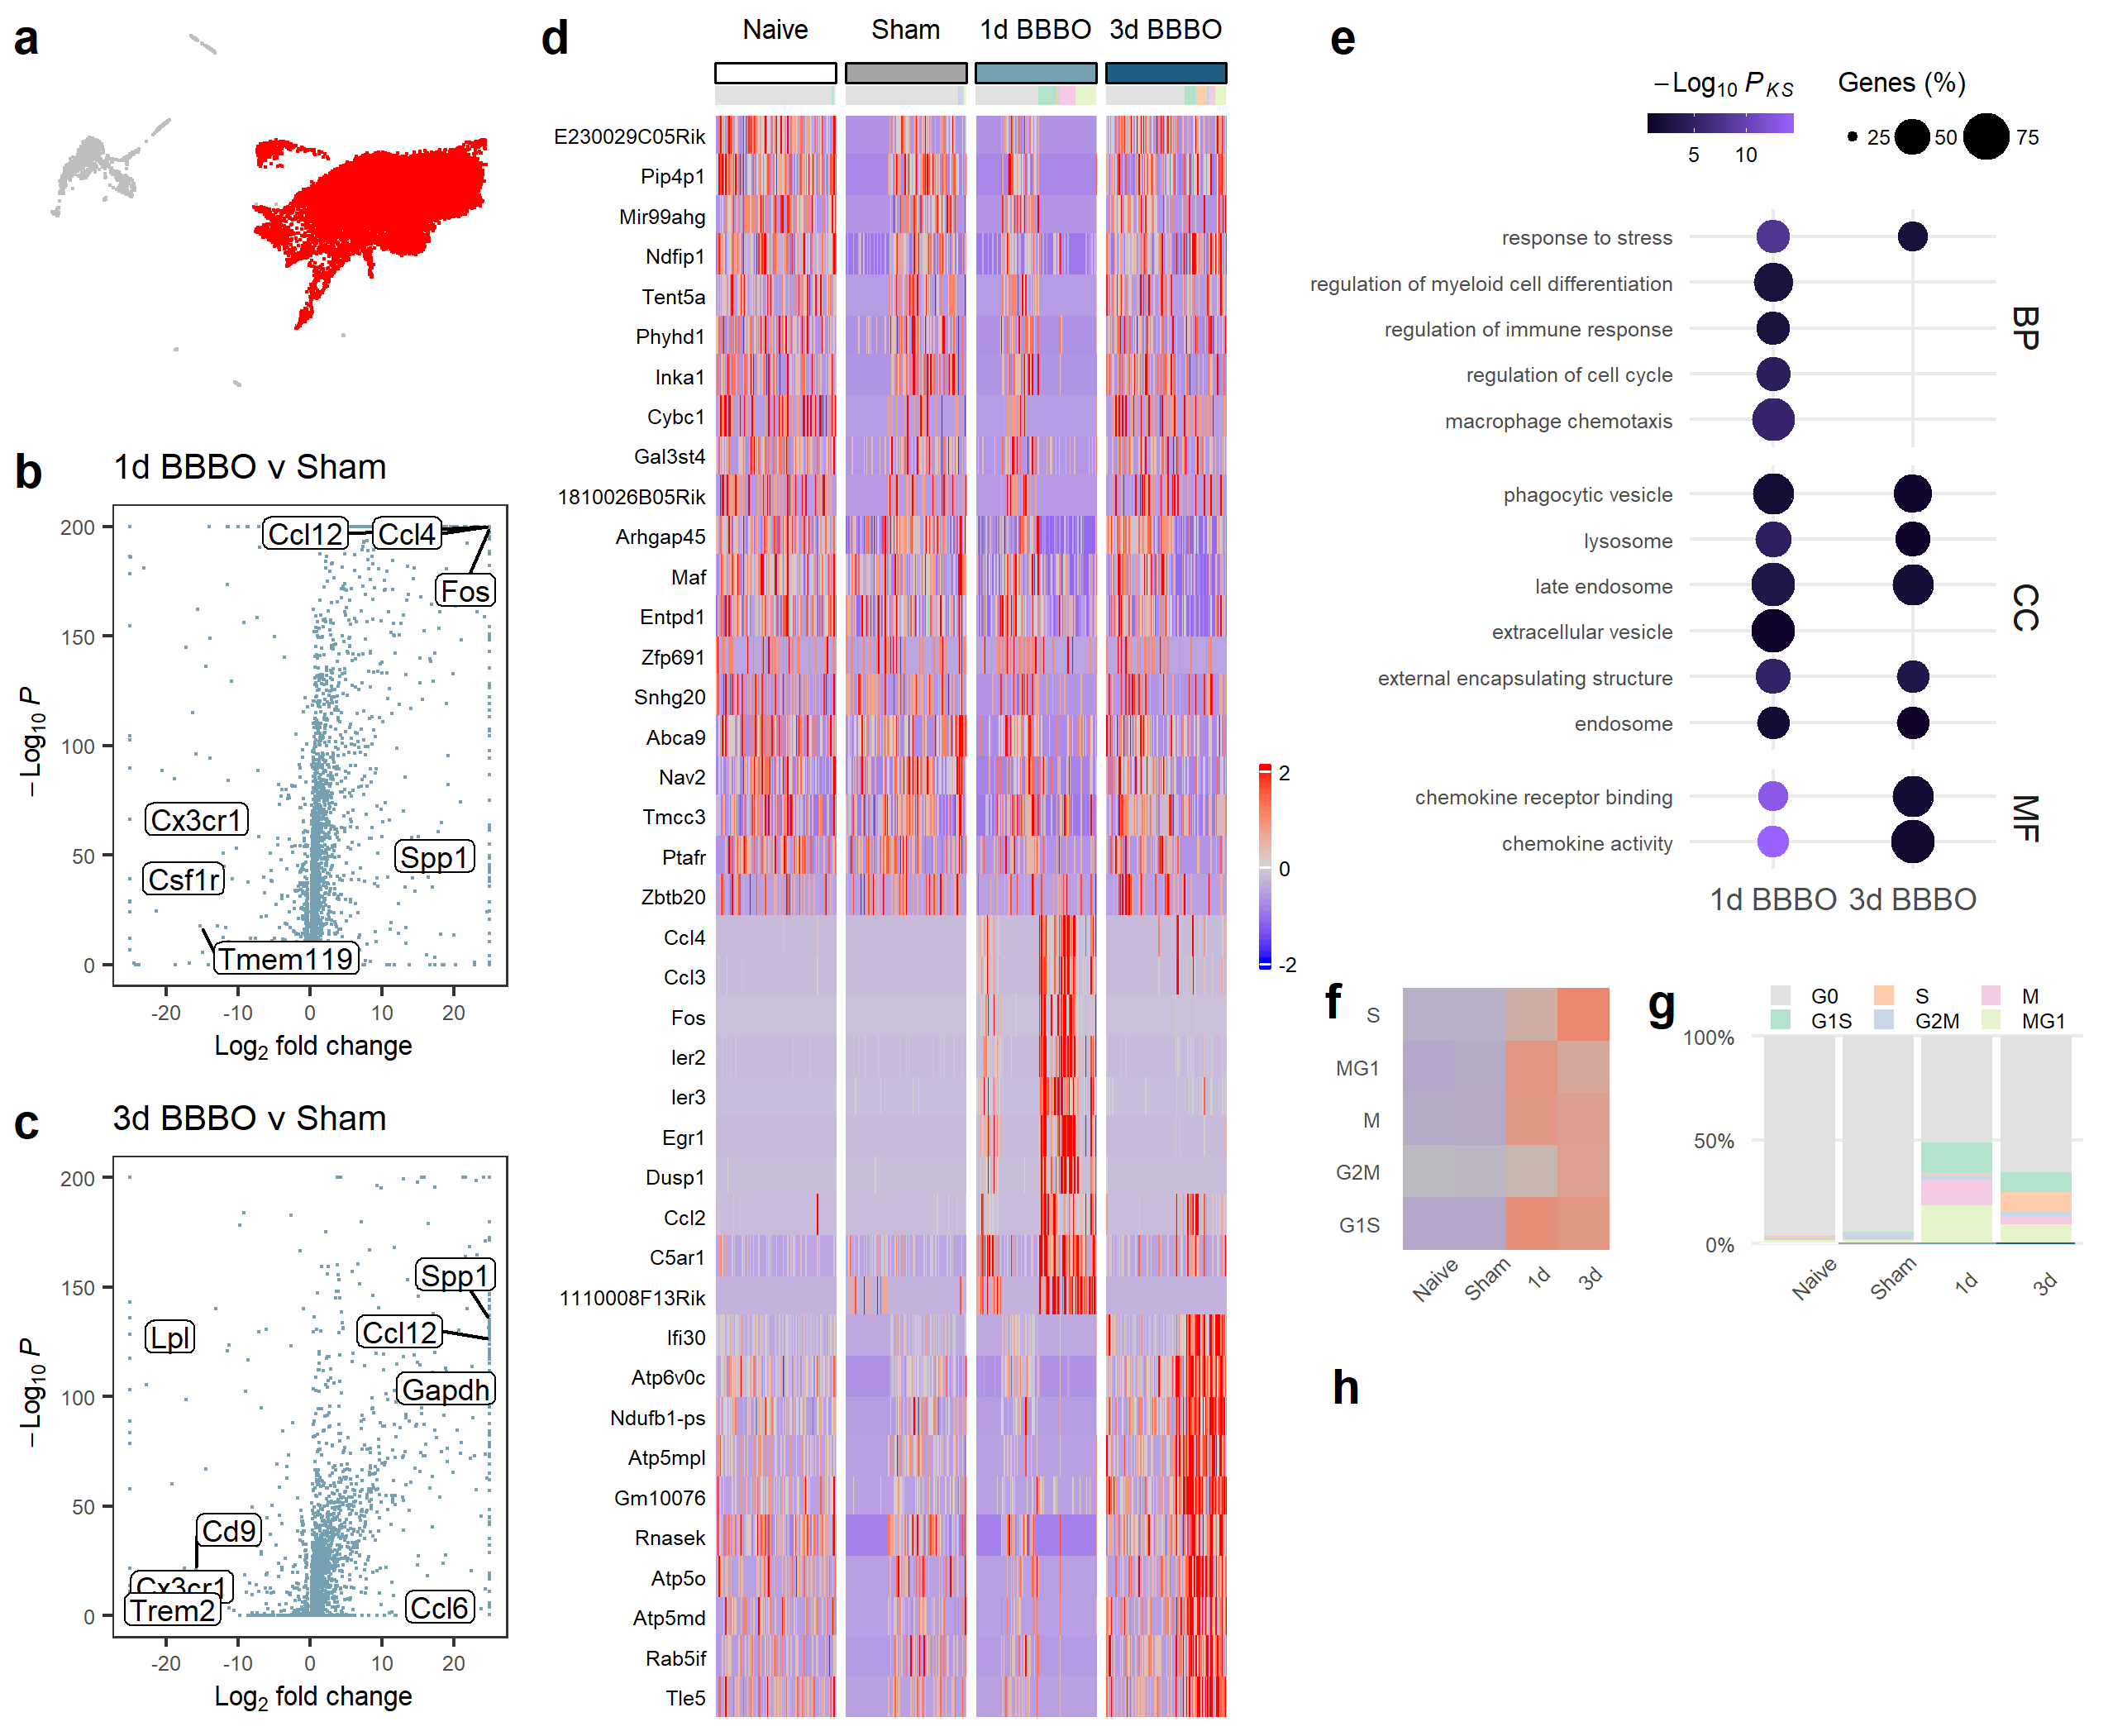 a
b
1d BBBO v Sham
200
150
100
50
0
−Log10 P
Ccl12
Ccl4
Fos
Cx3cr1
Csf1r
Spp1
Tmem119
-20 -10 0 10 20
Log2 fold change
c
3d BBBO v Sham
200
150
100
50
0
−Log10 P
Spp1
Ccl12
Lpl
Gapdh
Cd9
Cx3cr1
Trem2
Ccl6
-20 -10 0 10 20
Log2 fold change
d
Naive Sham 1d BBBO 3d BBBO
E230029C05Rik
Pip4p1
Mir99ahg
Ndfip1
Tent5a
Phyhd1
Inka1
Cybc1
Gal3st4
1810026B05Rik
Arhgap45
Maf
Entpd1
Zfp691
Snhg20
Abca9
Nav2
Tmcc3
Ptafr
Zbtb20
Ccl4
Ccl3
Fos
Ier2
Ier3
Egr1
Dusp1
Ccl2
C5ar1
1110008F13Rik
Ifi30
Atp6v0c
Ndufb1-ps
Atp5mpl
Gm10076
Rnasek
Atp5o
Atp5md
Rab5if
Tle5
2
0
-2
e
−Log10 PKS
5 10
Genes (%)
25 50 75
response to stress
regulation of myeloid cell differentiation
regulation of immune response
regulation of cell cycle
macrophage chemotaxis
BP
phagocytic vesicle
lysosome
late endosome
extracellular vesicle
external encapsulating structure
endosome
CC
chemokine receptor binding
chemokine activity
MF
1d BBBO 3d BBBO
f
S
MG1
M
G2M
G1S
Naive Sham 1d 3d
g
G0 S M
G1S G2M MG1
100%
50%
0%
Naive Sham 1d 3d
h